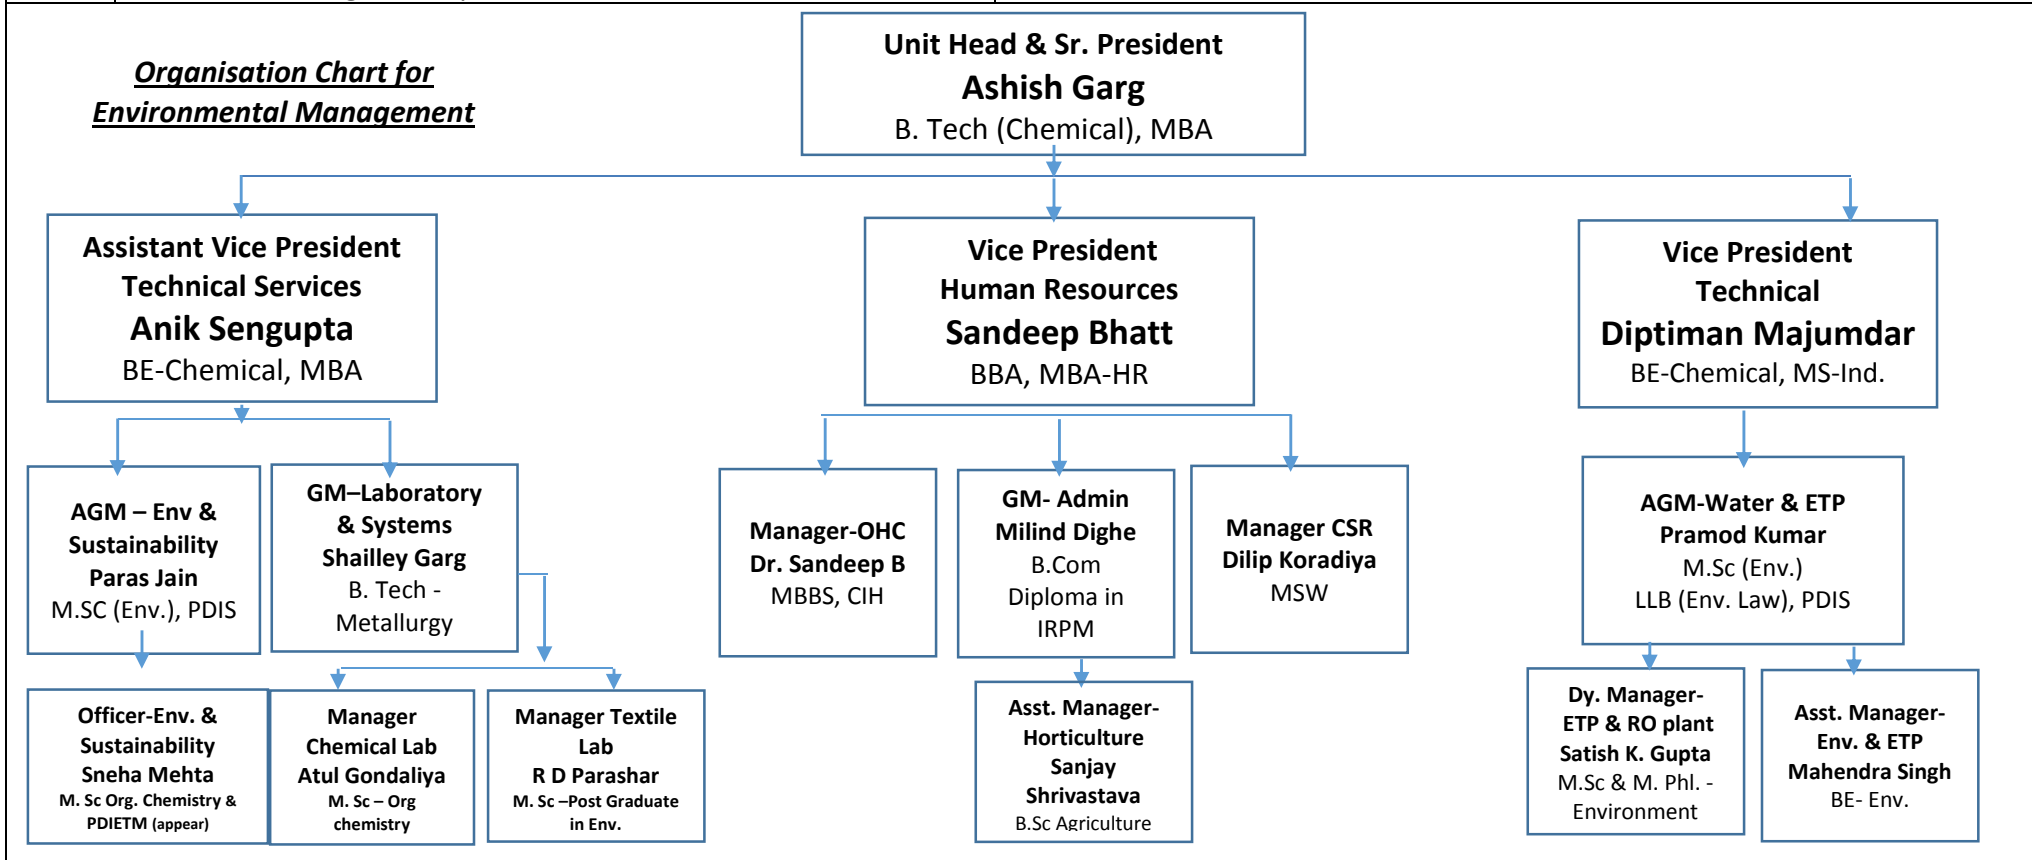 Organisation Chart for
Environmental Management
Unit Head & Sr. President
Ashish Garg
B. Tech (Chemical), MBA
Assistant Vice President
Technical Services
Anik Sengupta
BE-Chemical, MBA
Vice President
Human Resources
Sandeep Bhatt
BBA, MBA-HR
Vice President
Technical
Diptiman Majumdar
BE-Chemical, MS-Ind.
AGM – Env &
Sustainability
Paras Jain
M.SC (Env.), PDIS
GM–Laboratory
& Systems
Shailley Garg
B. Tech -
Metallurgy
Manager-OHC
Dr. Sandeep B
MBBS, CIH
GM- Admin
Milind Dighe
B.Com
Diploma in
IRPM
Manager CSR
Dilip Koradiya
MSW
AGM-Water & ETP
Pramod Kumar
M.Sc (Env.)
LLB (Env. Law), PDIS
Officer-Env. &
Sustainability
Sneha Mehta
M. Sc Org. Chemistry &
PDIETM (appear)
Manager
Chemical Lab
Atul Gondaliya
M. Sc – Org
chemistry
Manager Textile
Lab
R D Parashar
M. Sc –Post Graduate
in Env.
Asst. Manager-
Horticulture
Sanjay
Shrivastava
B.Sc Agriculture
Dy. Manager-
ETP & RO plant
Satish K. Gupta
M.Sc & M. Phl. -
Environment
Asst. Manager-
Env. & ETP
Mahendra Singh
BE- Env.